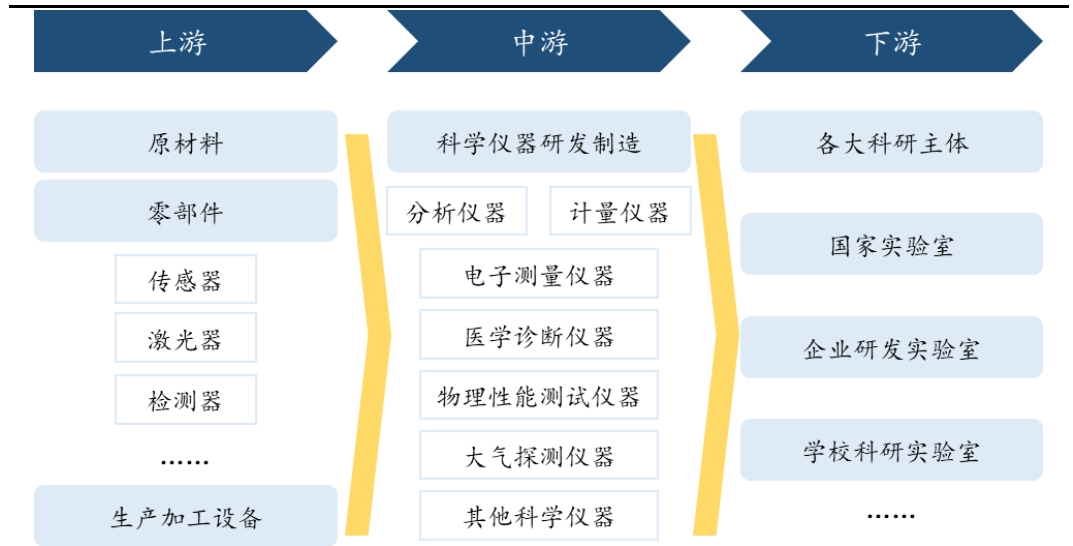 上游
中游
下游
原材料
零部件
传感器
激光器
检测器
……
生产加工设备
科学仪器研发制造
分析仪器
计量仪器
电子测量仪器
医学诊断仪器
物理性能测试仪器
大气探测仪器
其他科学仪器
各大科研主体
国家实验室
企业研发实验室
学校科研实验室
……